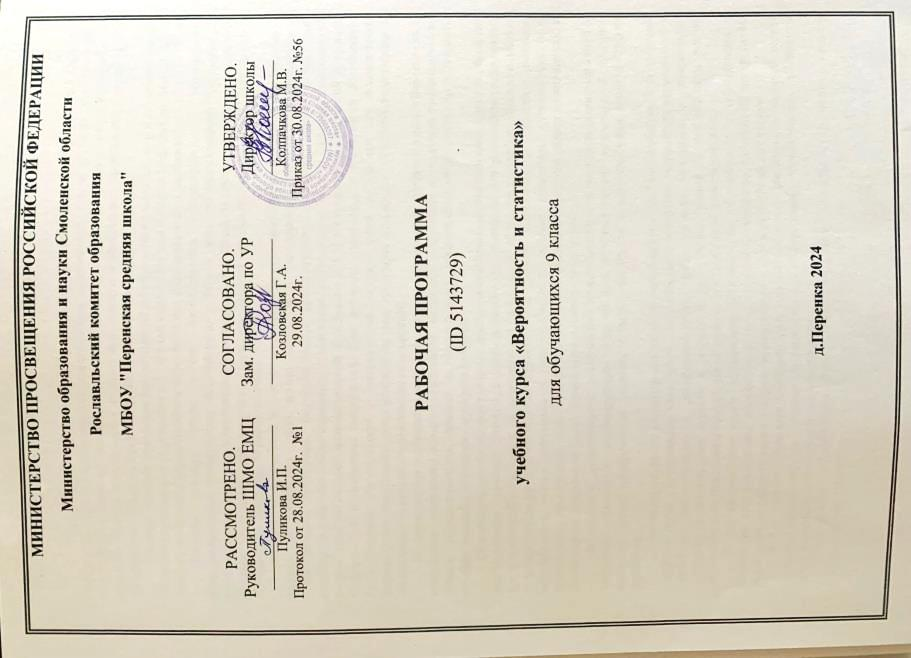 МИНИСТЕРСТВО ПРОСВЕЩЕНИЯ РОССИЙСКОЙ ФЕДЕРАЦИИ
Министерство образования и науки Смоленской области
Рославльский комитет образования
МБОУ "Перенская средняя школа"
РАССМОТРЕНО.
Руководитель ШМО ЕМЦ
Пуликова И.П.
Протокол от 28.08.2024г. №1
СОГЛАСОВАНО.
Зам. директора по УР
Козловская Г.А.
29.08.2024г.
УТВЕРЖДЕНО.
Директор школы
Колпачкова М.В.
Приказ от 30.08.2024г. №56
РАБОЧАЯ ПРОГРАММА
(ID 5143729)
учебного курса «Вероятность и статистика»
для обучающихся 9 класса
д.Перенка 2024